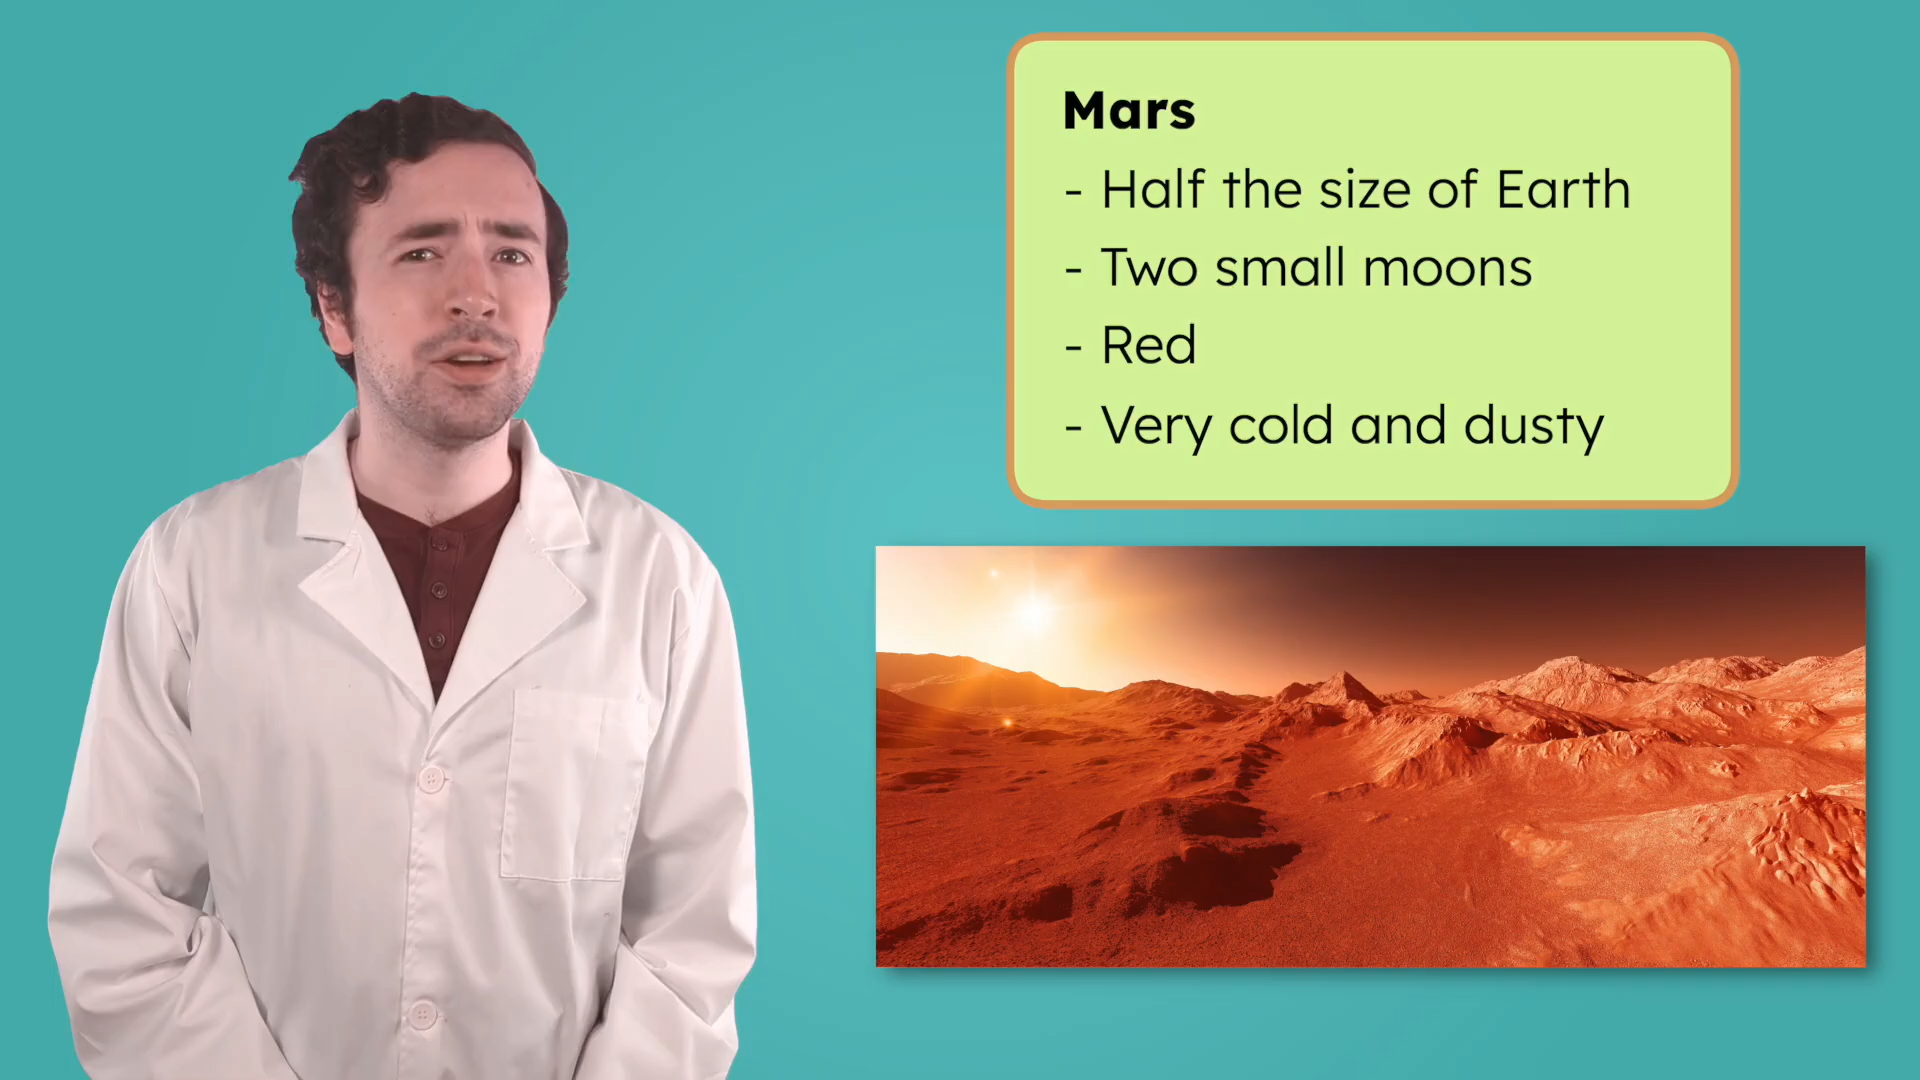 Mars
- Half the size of Earth
- Two small moons
- Red
- Very cold and dusty